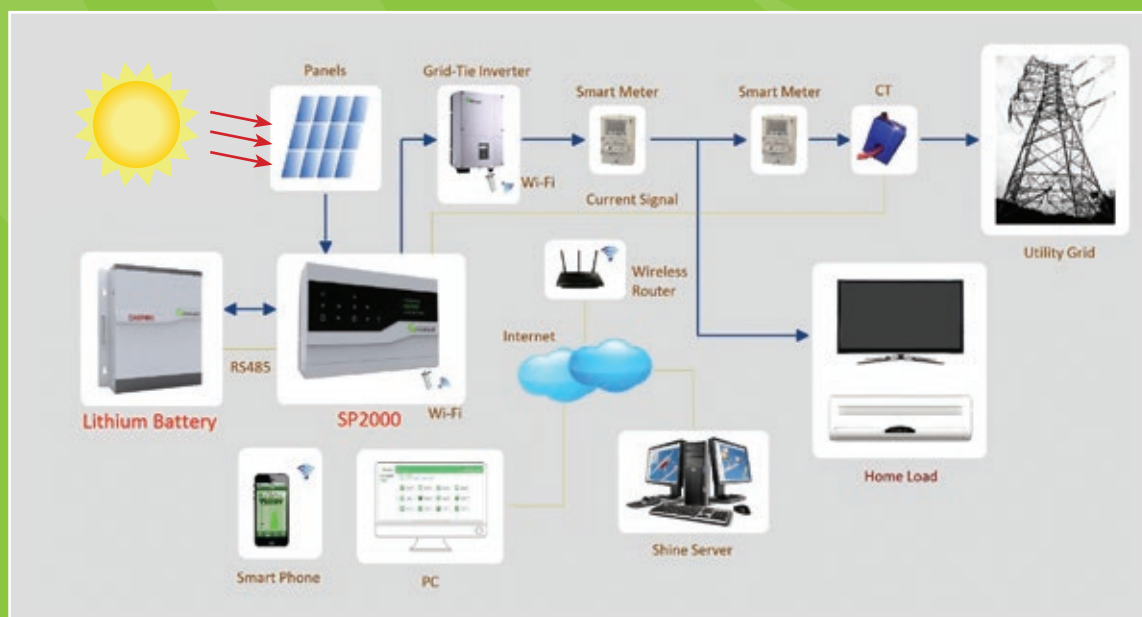 Panels
Grid-Tie Inverter
Smart Meter
Smart Meter
CT
Wi-Fi
Current Signal
Utility Grid
Wireless
Router
Internet
RS485
Wi-Fi
Lithium Battery
SP2000
Home Load
Smart Phone
PC
Shine Server